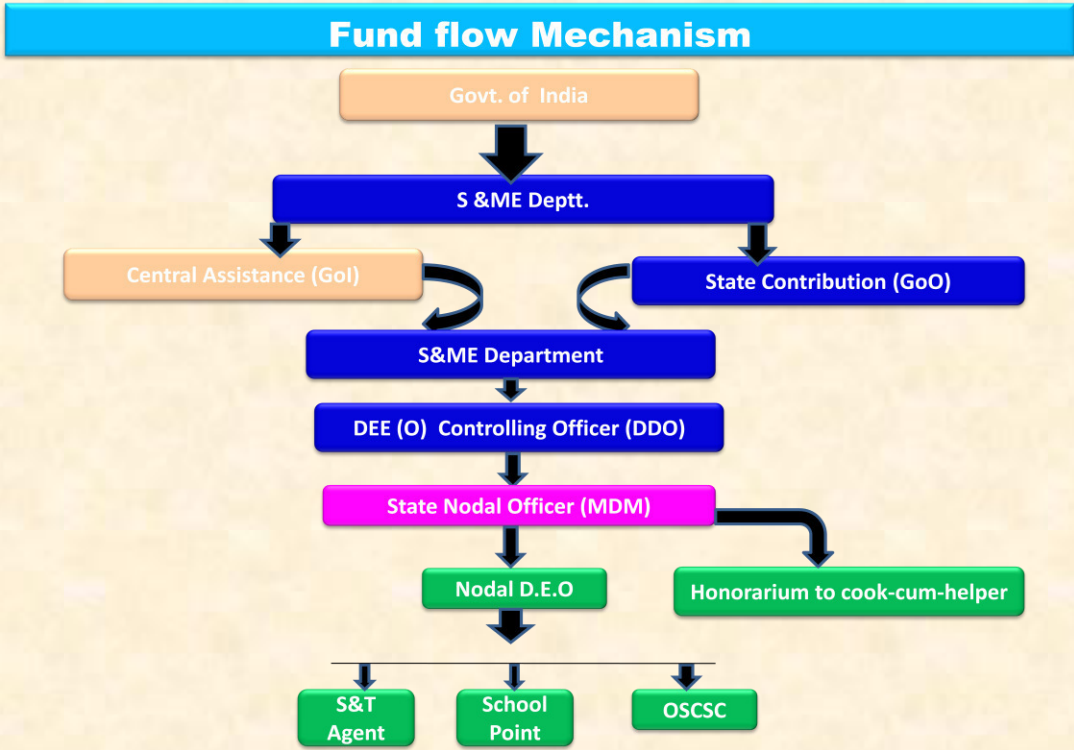 Fund flow Mechanism
Govt. of India
S &ME Deptt.
Central Assistance (GoI)
State Contribution (GoO)
S&ME Department
DEE (O) Controlling Officer (DDO)
State Nodal Officer (MDM)
Nodal D.E.O
Honorarium to cook-cum-helper
S&T
Agent
School
Point
OSCSC